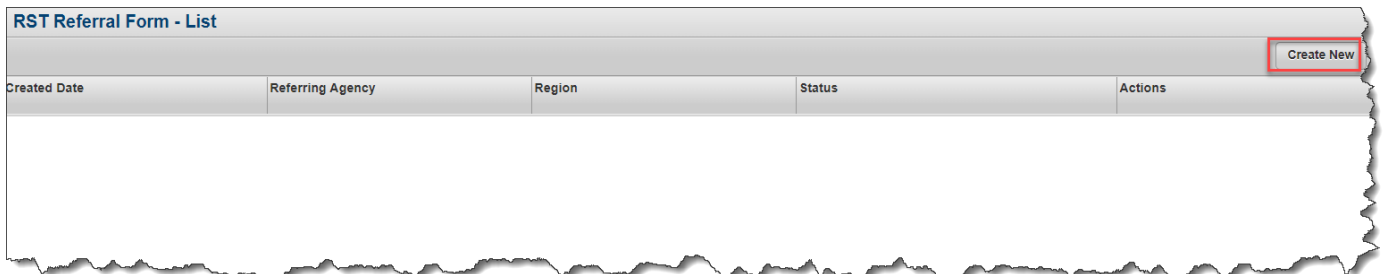 RST Referral Form - List
Create New
Created Date Referring Agency Region Status Actions